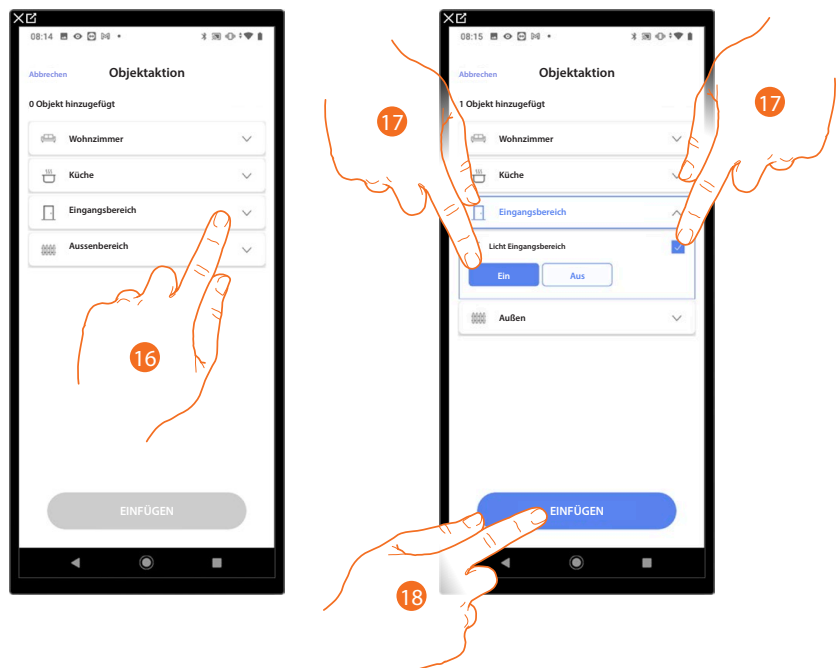 08:14
Abbrechen Objektaktion
0 Objekt hinzugefügt
Wohnzimmer
Küche
Eingangsbereich
Aussenbereich
16
EINFÜGEN
08:15
Abbrechen Objektaktion
1 Objekt hinzugefügt
17
17
Wohnzimmer
Küche
Eingangsbereich
Licht Eingangsbereich
Ein Aus
Außen
EINFÜGEN
18